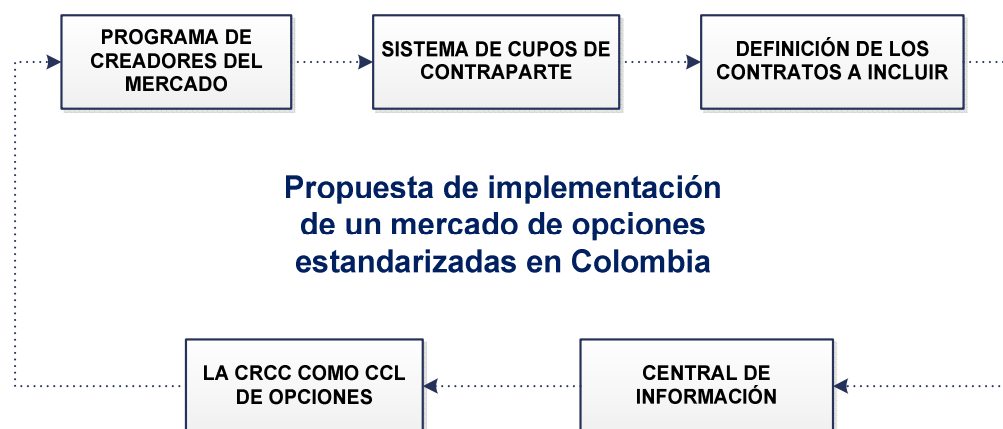 PROGRAMA DE
CREADORES DEL
MERCADO
SISTEMA DE CUPOS DE
CONTRAPARTE
DEFINICIÓN DE LOS
CONTRATOS A INCLUIR
Propuesta de implementación
de un mercado de opciones
estandarizadas en Colombia
LA CRCC COMO CCL
DE OPCIONES
CENTRAL DE
INFORMACIÓN